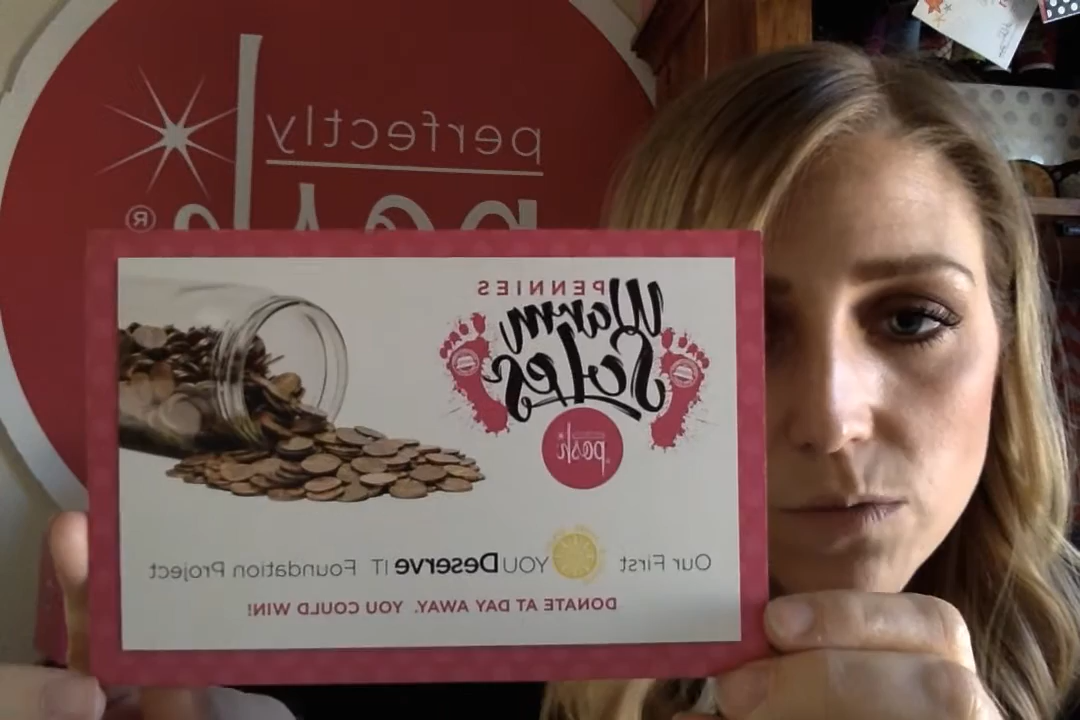 perfectly
posh®
PENNIES
Warm
Soles
posh
Our First YOU Deserve IT Foundation Project
DONATE AT DAY AWAY. YOU COULD WIN!